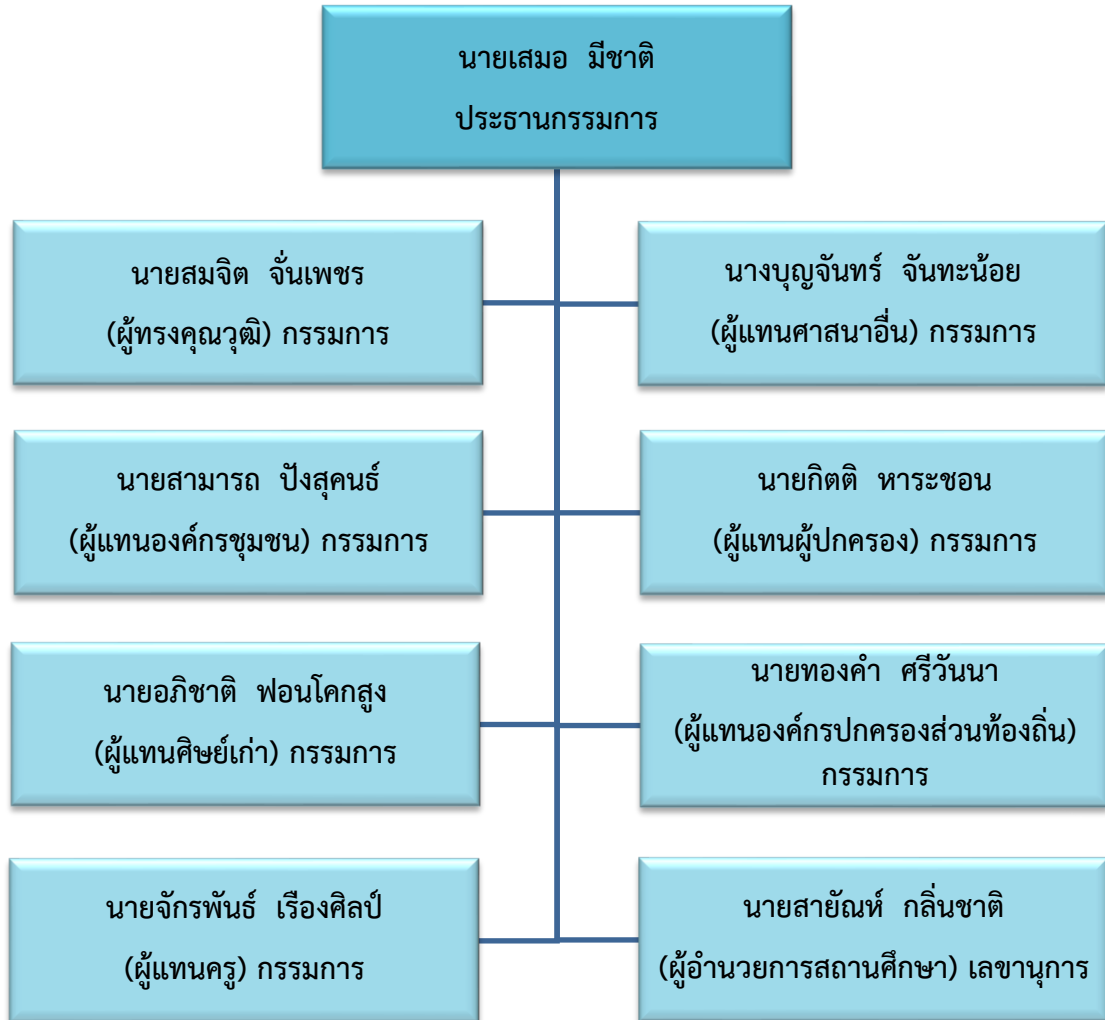 นายเสมอ มีชาติ
ประธานกรรมการ
นายสมจิต จั่นเพชร
(ผู้ทรงคุณวุฒิ) กรรมการ
นางบุญจันทร์ จันทะน้อย
(ผู้แทนศาสนาอื่น) กรรมการ
นายสามารถ ปังสุคนธ์
(ผู้แทนองค์กรชุมชน) กรรมการ
นายกิตติ หาระชอน
(ผู้แทนผู้ปกครอง) กรรมการ
นายอภิชาติ ฟอนโคกสูง
(ผู้แทนศิษย์เก่า) กรรมการ
นายทองคำ ศรีวันนา
(ผู้แทนองค์กรปกครองส่วนท้องถิ่น)
กรรมการ
นายจักรพันธ์ เรืองศิลป์
(ผู้แทนครู) กรรมการ
นายสายัณห์ กลิ่นชาติ
(ผู้อำนวยการสถานศึกษา) เลขานุการ